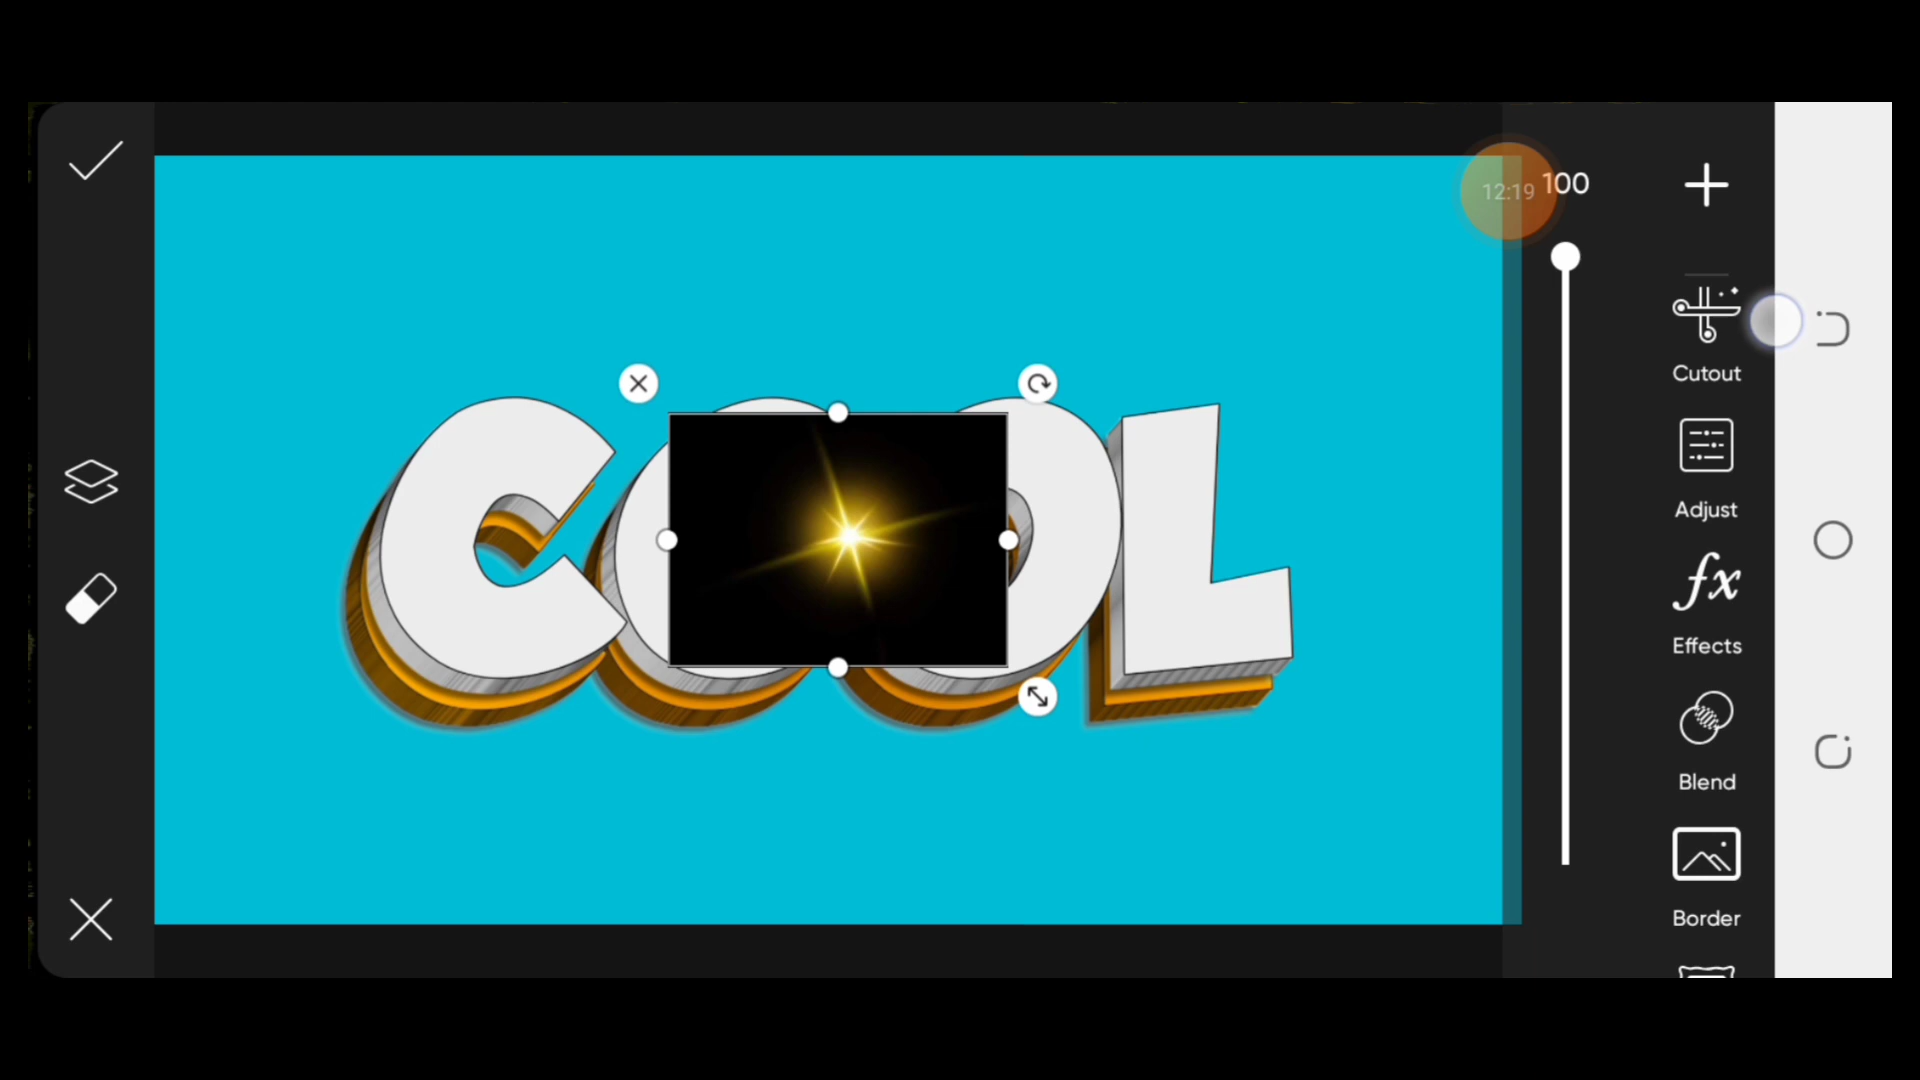 12:19
100
Cutout
Adjust
fx
Effects
Blend
Border
COOL